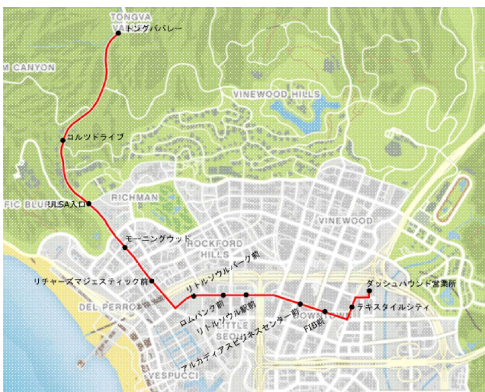 TONGVA
トングババレー
M CANYON
VINEWOOD HILLS
コルツドライブ
RICHMAN
FIC BLUF
ULSA入口
VINEWOOD
モーニングウッド
ROCKFORD
HILLS
リトルソウルパーク前
リチャーズマジェスティック前
ダッシュハウンド営業所
DEL PERRO
ロムバンク前
リトルソウル駅前
テキスタイルシティ
DOWNTOWN
アルカディアスビジネスセンター前
FIB前
LITTLE
SEOUL
VESPUCCI